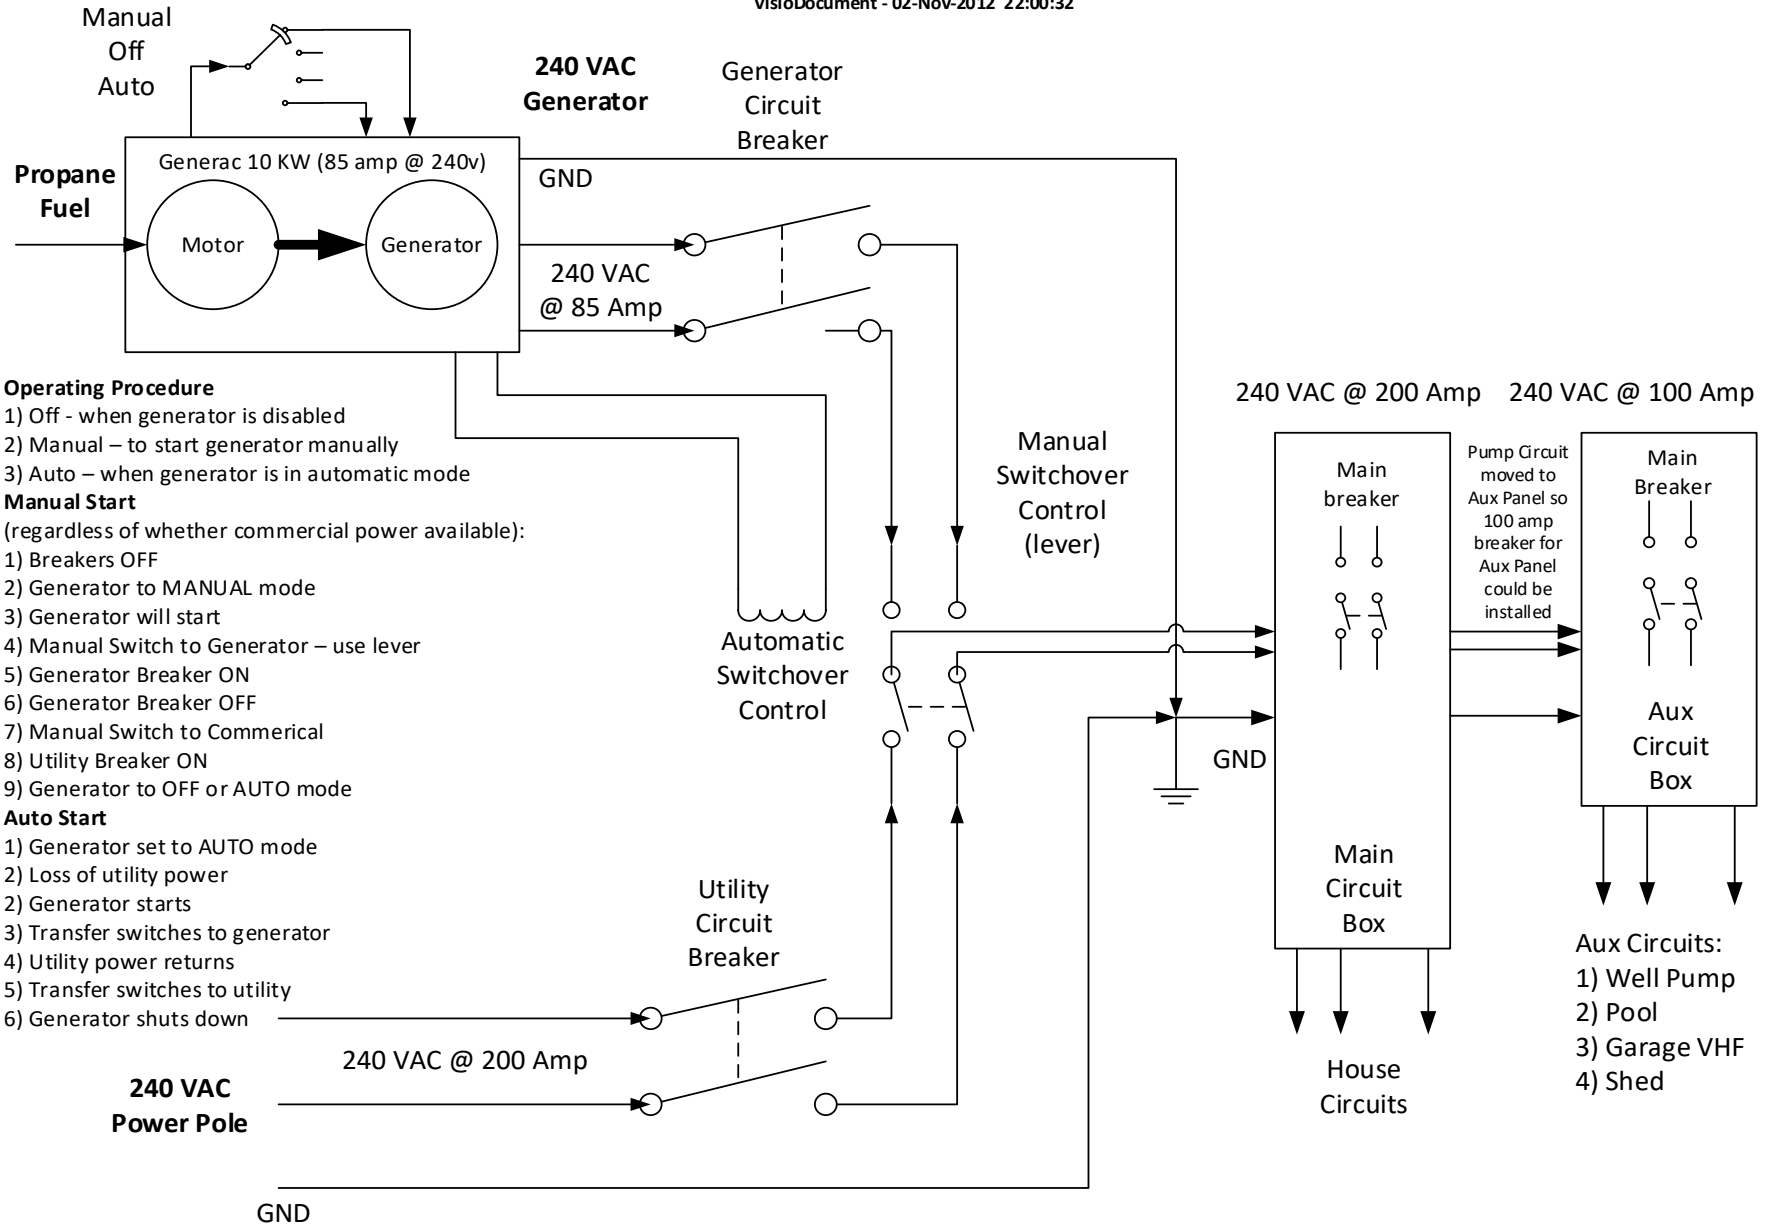 VisioDocument - 02-Nov-2012 22:00:32
Manual
Off
Auto
240 VAC
Generator
Generator
Circuit
Breaker
Propane
Fuel
Generac 10 KW (85 amp @ 240v)
Motor
Generator
GND
240 VAC
@ 85 Amp
Operating Procedure
1) Off - when generator is disabled
2) Manual – to start generator manually
3) Auto – when generator is in automatic mode
Manual Start
(regardless of whether commercial power available):
1) Breakers OFF
2) Generator to MANUAL mode
3) Generator will start
4) Manual Switch to Generator – use lever
5) Generator Breaker ON
6) Generator Breaker OFF
7) Manual Switch to Commerical
8) Utility Breaker ON
9) Generator to OFF or AUTO mode
Auto Start
1) Generator set to AUTO mode
2) Loss of utility power
2) Generator starts
3) Transfer switches to generator
4) Utility power returns
5) Transfer switches to utility
6) Generator shuts down
Manual
Switchover
Control
(lever)
Automatic
Switchover
Control
240 VAC @ 200 Amp
240 VAC @ 100 Amp
Main
breaker
Pump Circuit
moved to
Aux Panel so
100 amp
breaker for
Aux Panel
could be
installed
Main
Breaker
GND
Aux
Circuit
Box
Main
Circuit
Box
Utility
Circuit
Breaker
240 VAC @ 200 Amp
240 VAC
Power Pole
GND
House
Circuits
Aux Circuits:
1) Well Pump
2) Pool
3) Garage VHF
4) Shed